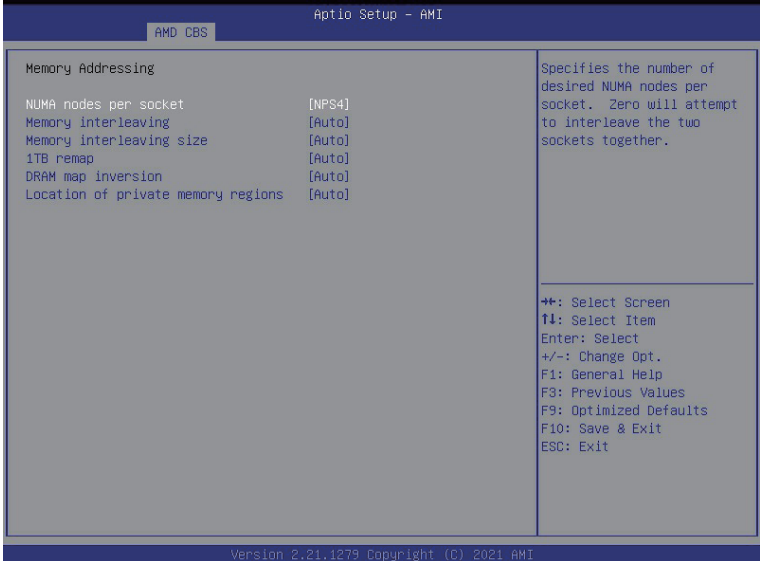 Aptio Setup – AMI
AMD CBS
Memory Addressing
NUMA nodes per socket [NPS4]
Memory interleaving [Auto]
Memory interleaving size [Auto]
1TB remap [Auto]
DRAM map inversion [Auto]
Location of private memory regions [Auto]
Specifies the number of
desired NUMA nodes per
socket.  Zero will attempt
to interleave the two
sockets together.
→←: Select Screen
↑↓: Select Item
Enter: Select
+/-: Change Opt.
F1: General Help
F3: Previous Values
F9: Optimized Defaults
F10: Save & Exit
ESC: Exit
Version 2.21.1279 Copyright (C) 2021 AMI